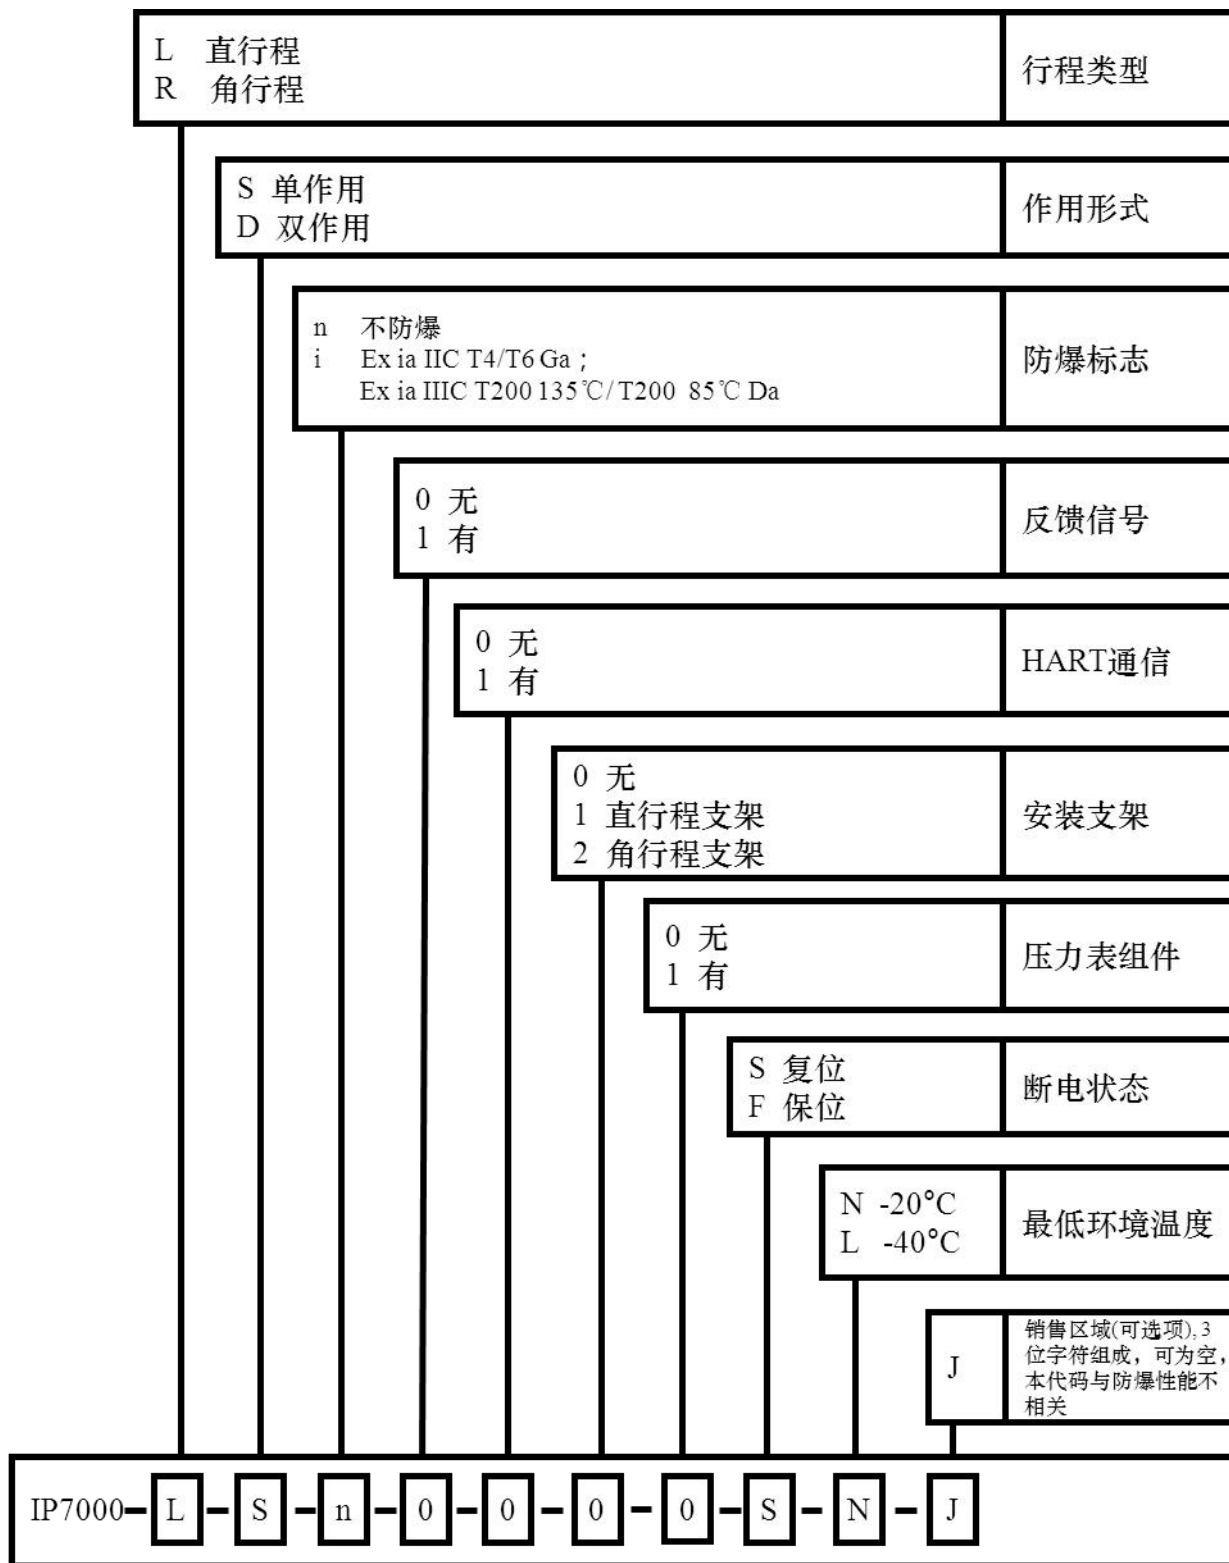 L 直行程
R 角行程
行程类型
S 单作用
D 双作用
作用形式
n 不防爆
i Ex ia IIC T4/T6 Ga；
Ex ia IIIC T200 135℃/T200 85℃ Da
防爆标志
0 无
1 有
反馈信号
0 无
1 有
HART通信
0 无
1 直行程支架
2 角行程支架
安装支架
0 无
1 有
压力表组件
S 复位
F 保位
断电状态
N -20°C
L -40°C
最低环境温度
J
销售区域(可选项),3
位字符组成，可为空，
本代码与防爆性能不
相关
IP7000-L-S-n-0-0-0-0-S-N-J